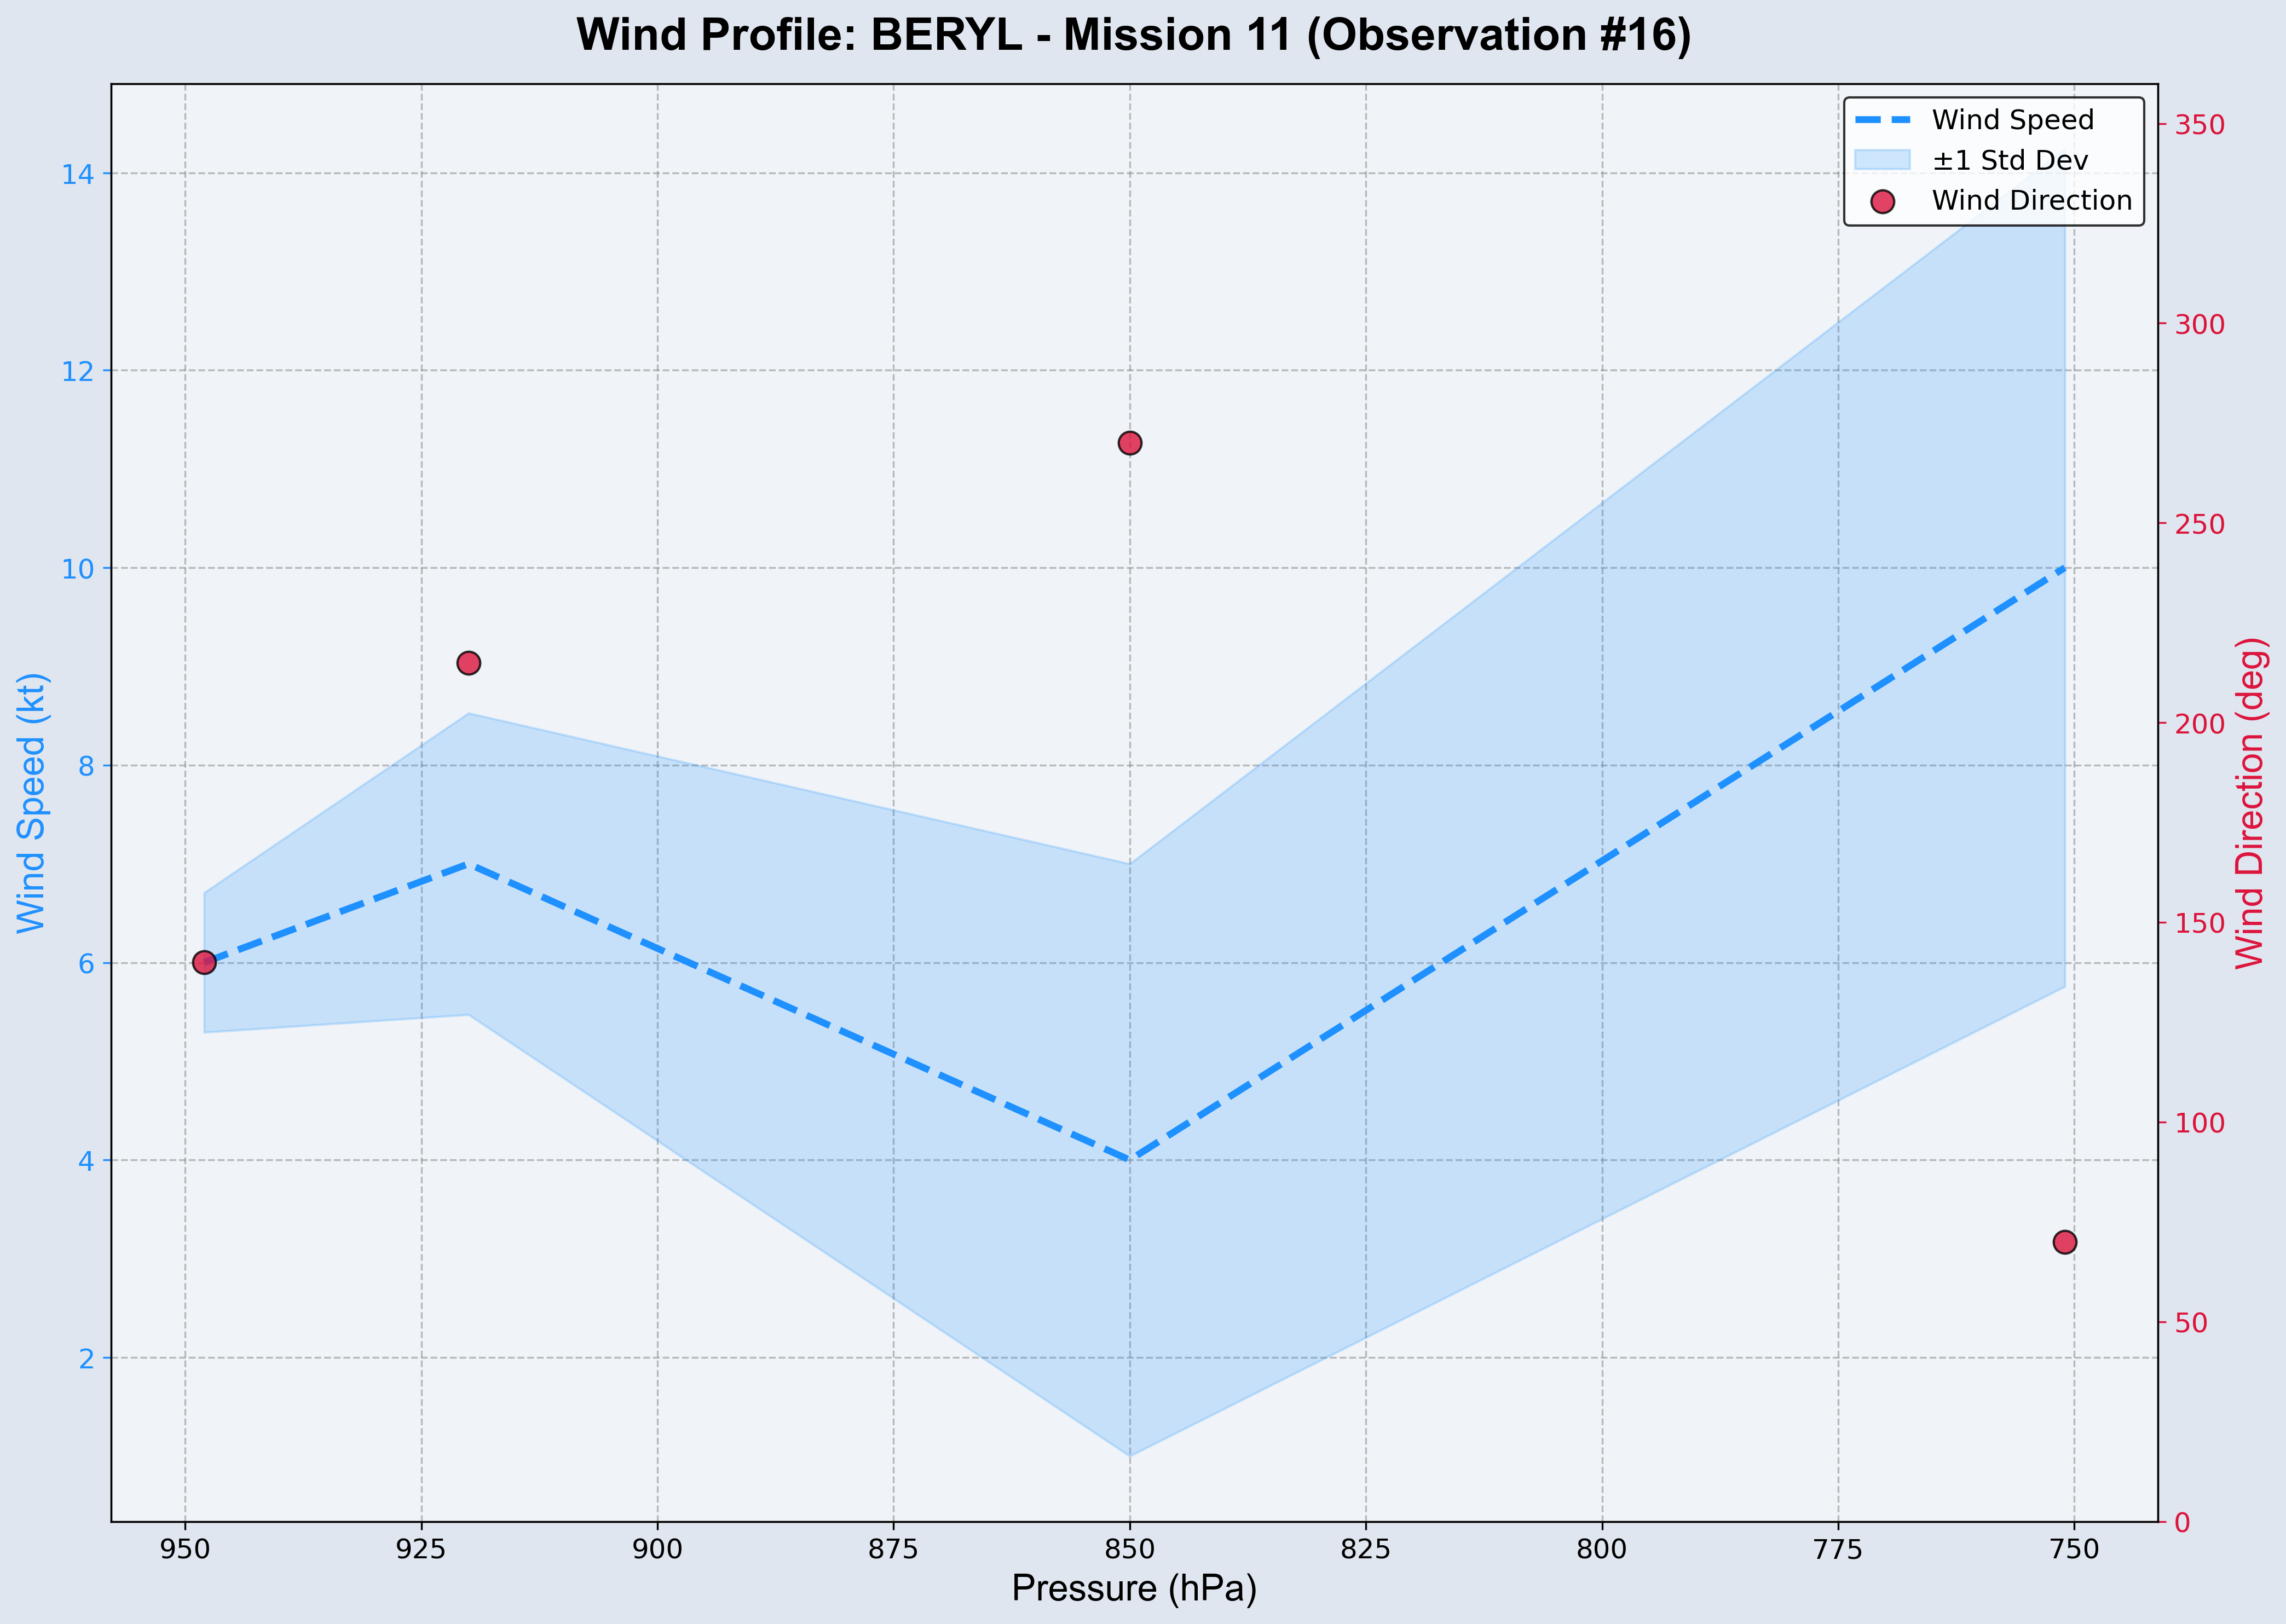 Wind Profile: BERYL - Mission 11 (Observation #16)
Wind Speed
±1 Std Dev
Wind Direction
14
12
10
8
6
4
2
Wind Speed (kt)
350
300
250
200
150
100
50
0
Wind Direction (deg)
950 925 900 875 850 825 800 775 750
Pressure (hPa)